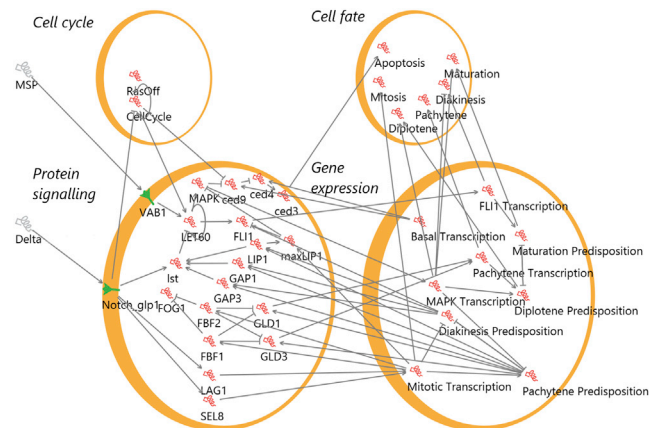 Cell cycle
Cell fate
MSP
RasOff
CellCycle
Apoptosis
Maturation
Mitosis
Diakinesis
Pachytene
Diplotene
Protein
signalling
Gene
expression
VAB1
MAPK
ced9
ced4
ced3
FLI1 Transcription
Delta
LET60
FLI1
maxLIP1
Basal Transcription
Maturation Predisposition
LIP1
Pachytene Transcription
Ist
GAP1
Notch_glp1
FOG1
GAP3
MAPK Transcription
Diplotene Predisposition
FBF2
GLD1
Diakinesis Predisposition
FBF1
GLD3
LAG1
Mitotic Transcription
Pachytene Predisposition
SEL8